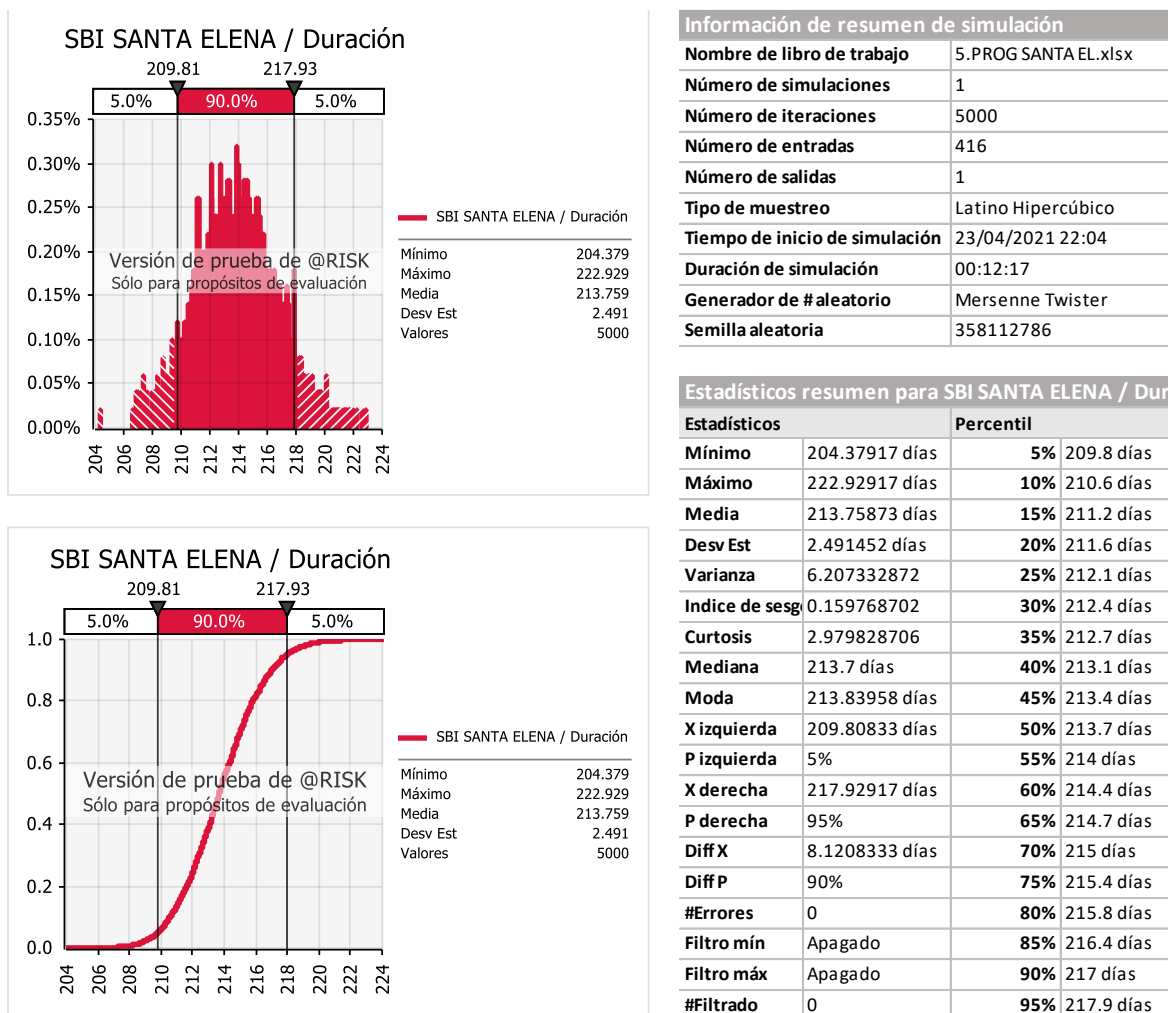 SBI SANTA ELENA / Duración
209.81 217.93
5.0% 90.0% 5.0%
0.35%
0.30%
0.25%
0.20%
0.15%
0.10%
0.05%
0.00%
204 206 208 210 212 214 216 218 220 222 224
Versión de prueba de @RISK
Sólo para propósitos de evaluación
SBI SANTA ELENA / Duración
Mínimo 204.379
Máximo 222.929
Media 213.759
Desv Est 2.491
Valores 5000
SBI SANTA ELENA / Duración
209.81 217.93
5.0% 90.0% 5.0%
1.0
0.8
0.6
0.4
0.2
0.0
204 206 208 210 212 214 216 218 220 222 224
Versión de prueba de @RISK
Sólo para propósitos de evaluación
SBI SANTA ELENA / Duración
Mínimo 204.379
Máximo 222.929
Media 213.759
Desv Est 2.491
Valores 5000
Información de resumen de simulación
Nombre de libro de trabajo 5.PROG SANTA EL.xlsx
Número de simulaciones 1
Número de iteraciones 5000
Número de entradas 416
Número de salidas 1
Tipo de muestreo Latino Hipercúbico
Tiempo de inicio de simulación 23/04/2021 22:04
Duración de simulación 00:12:17
Generador de # aleatorio Mersenne Twister
Semilla aleatoria 358112786
Estadísticos resumen para SBI SANTA ELENA / Dur
Estadísticos Percentil
Mínimo 204.37917 días 5% 209.8 días
Máximo 222.92917 días 10% 210.6 días
Media 213.75873 días 15% 211.2 días
Desv Est 2.491452 días 20% 211.6 días
Varianza 6.207332872 25% 212.1 días
Indice de sesg 0.159768702 30% 212.4 días
Curtosis 2.979828706 35% 212.7 días
Mediana 213.7 días 40% 213.1 días
Moda 213.83958 días 45% 213.4 días
X izquierda 209.80833 días 50% 213.7 días
P izquierda 5% 55% 214 días
X derecha 217.92917 días 60% 214.4 días
P derecha 95% 65% 214.7 días
Diff X 8.1208333 días 70% 215 días
Diff P 90% 75% 215.4 días
#Errores 0 80% 215.8 días
Filtro mín Apagado 85% 216.4 días
Filtro máx Apagado 90% 217 días
#Filtrado 0 95% 217.9 días